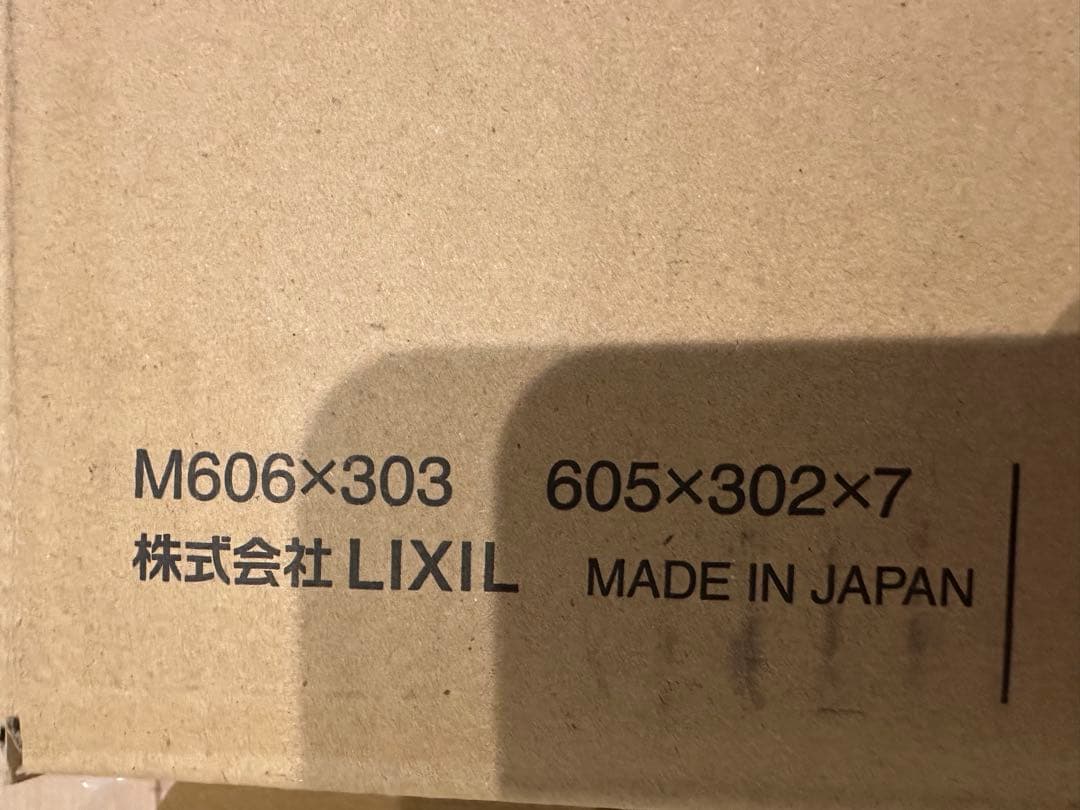 M606×303 605×302×7
株式会社 LIXIL MADE IN JAPAN